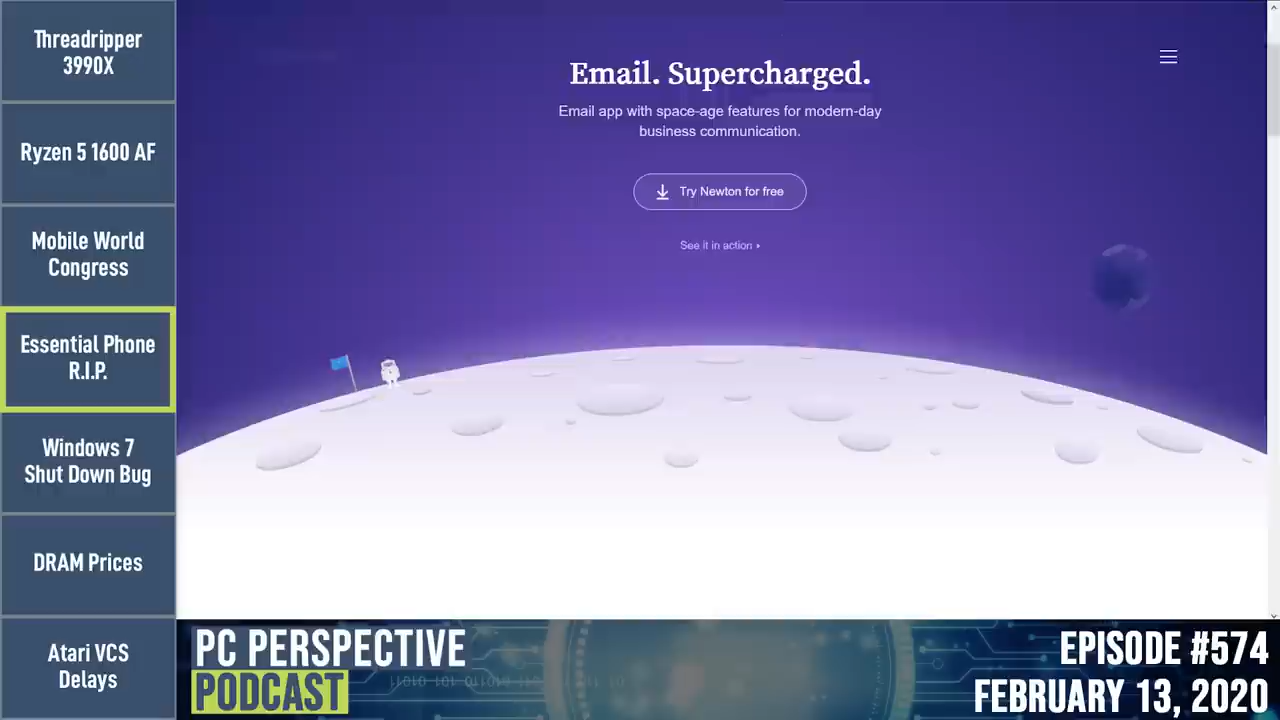 Threadripper
3990X
Ryzen 5 1600 AF
Mobile World
Congress
Essential Phone
R.I.P.
Windows 7
Shut Down Bug
DRAM Prices
Atari VCS
Delays
Email. Supercharged.
Email app with space-age features for modern-day
business communication.
Try Newton for free
See it in action ▸
PC PERSPECTIVE
PODCAST
EPISODE #574
FEBRUARY 13, 2020